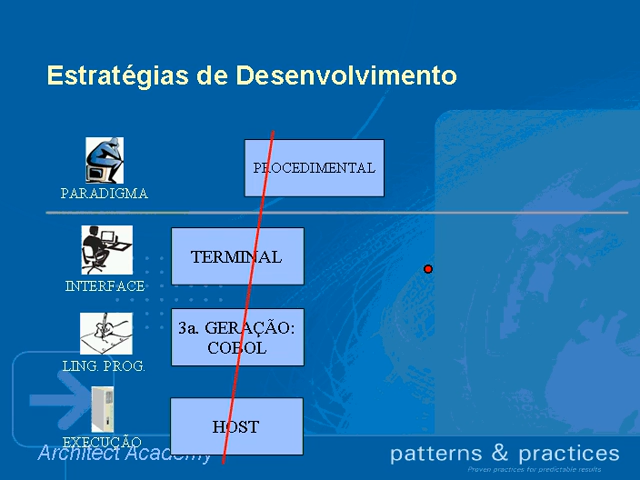 Estratégias de Desenvolvimento
PARADIGMA
PROCEDIMENTAL
INTERFACE
TERMINAL
LING. PROG.
3a. GERAÇÃO:
COBOL
EXECUÇÃO
HOST
Architect Academy
patterns & practices
Proven practices for predictable results